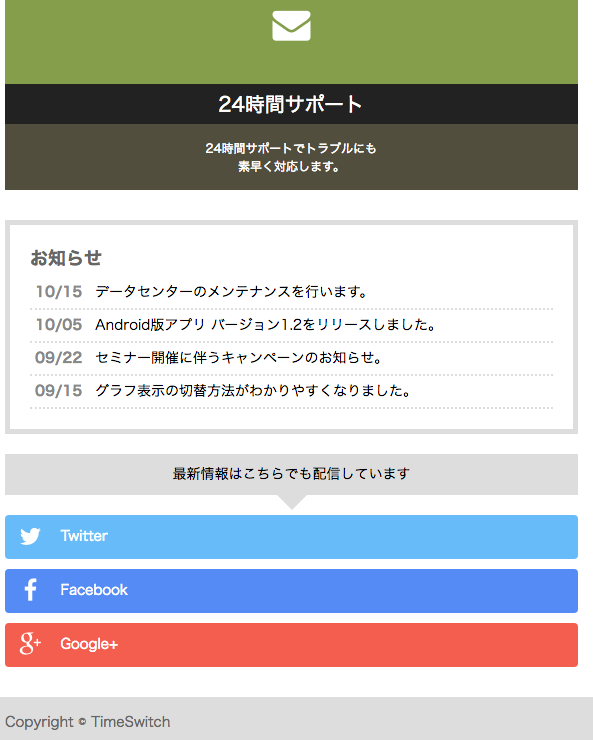 24時間サポート
24時間サポートでトラブルにも
素早く対応します。
お知らせ
10/15 データセンターのメンテナンスを行います。
10/05 Android版アプリ バージョン1.2をリリースしました。
09/22 セミナー開催に伴うキャンペーンのお知らせ。
09/15 グラフ表示の切替方法がわかりやすくなりました。
最新情報はこちらでも配信しています
Twitter
Facebook
Google+
Copyright © TimeSwitch